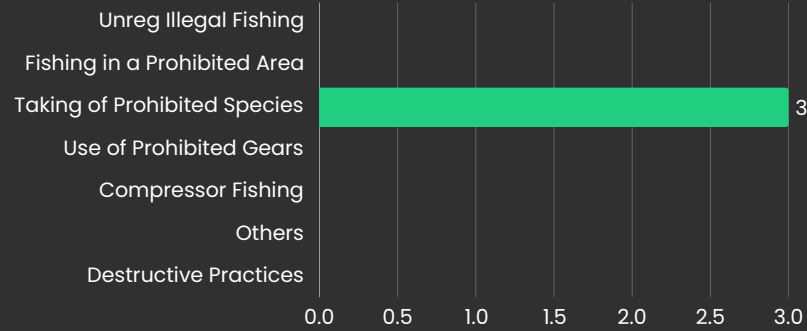 Unreg Illegal Fishing
Fishing in a Prohibited Area
Taking of Prohibited Species
3
Use of Prohibited Gears
Compressor Fishing
Others
Destructive Practices
0.0 0.5 1.0 1.5 2.0 2.5 3.0